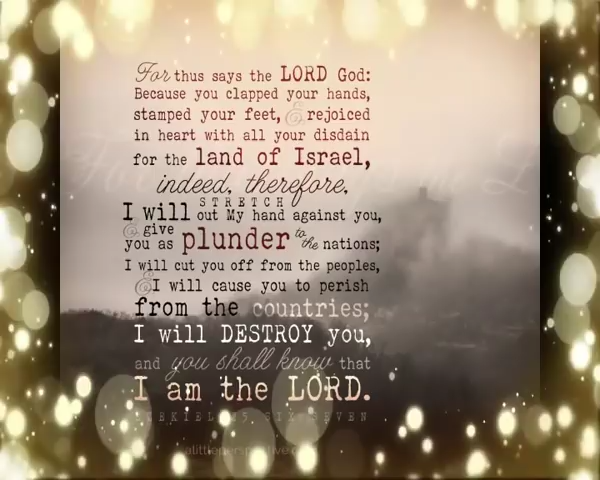 For thus says the LORD God:
Because you clapped your hands,
stamped your feet, & rejoiced
in heart with all your disdain
for the land of Israel,
indeed, therefore,
I will STRETCH out My hand against you,
& give you as plunder to the nations;
I will cut you off from the peoples,
& I will cause you to perish
from the countries;
I will DESTROY you,
and you shall know that
I am the LORD.
EZEKIEL 25, SIX-SEVEN